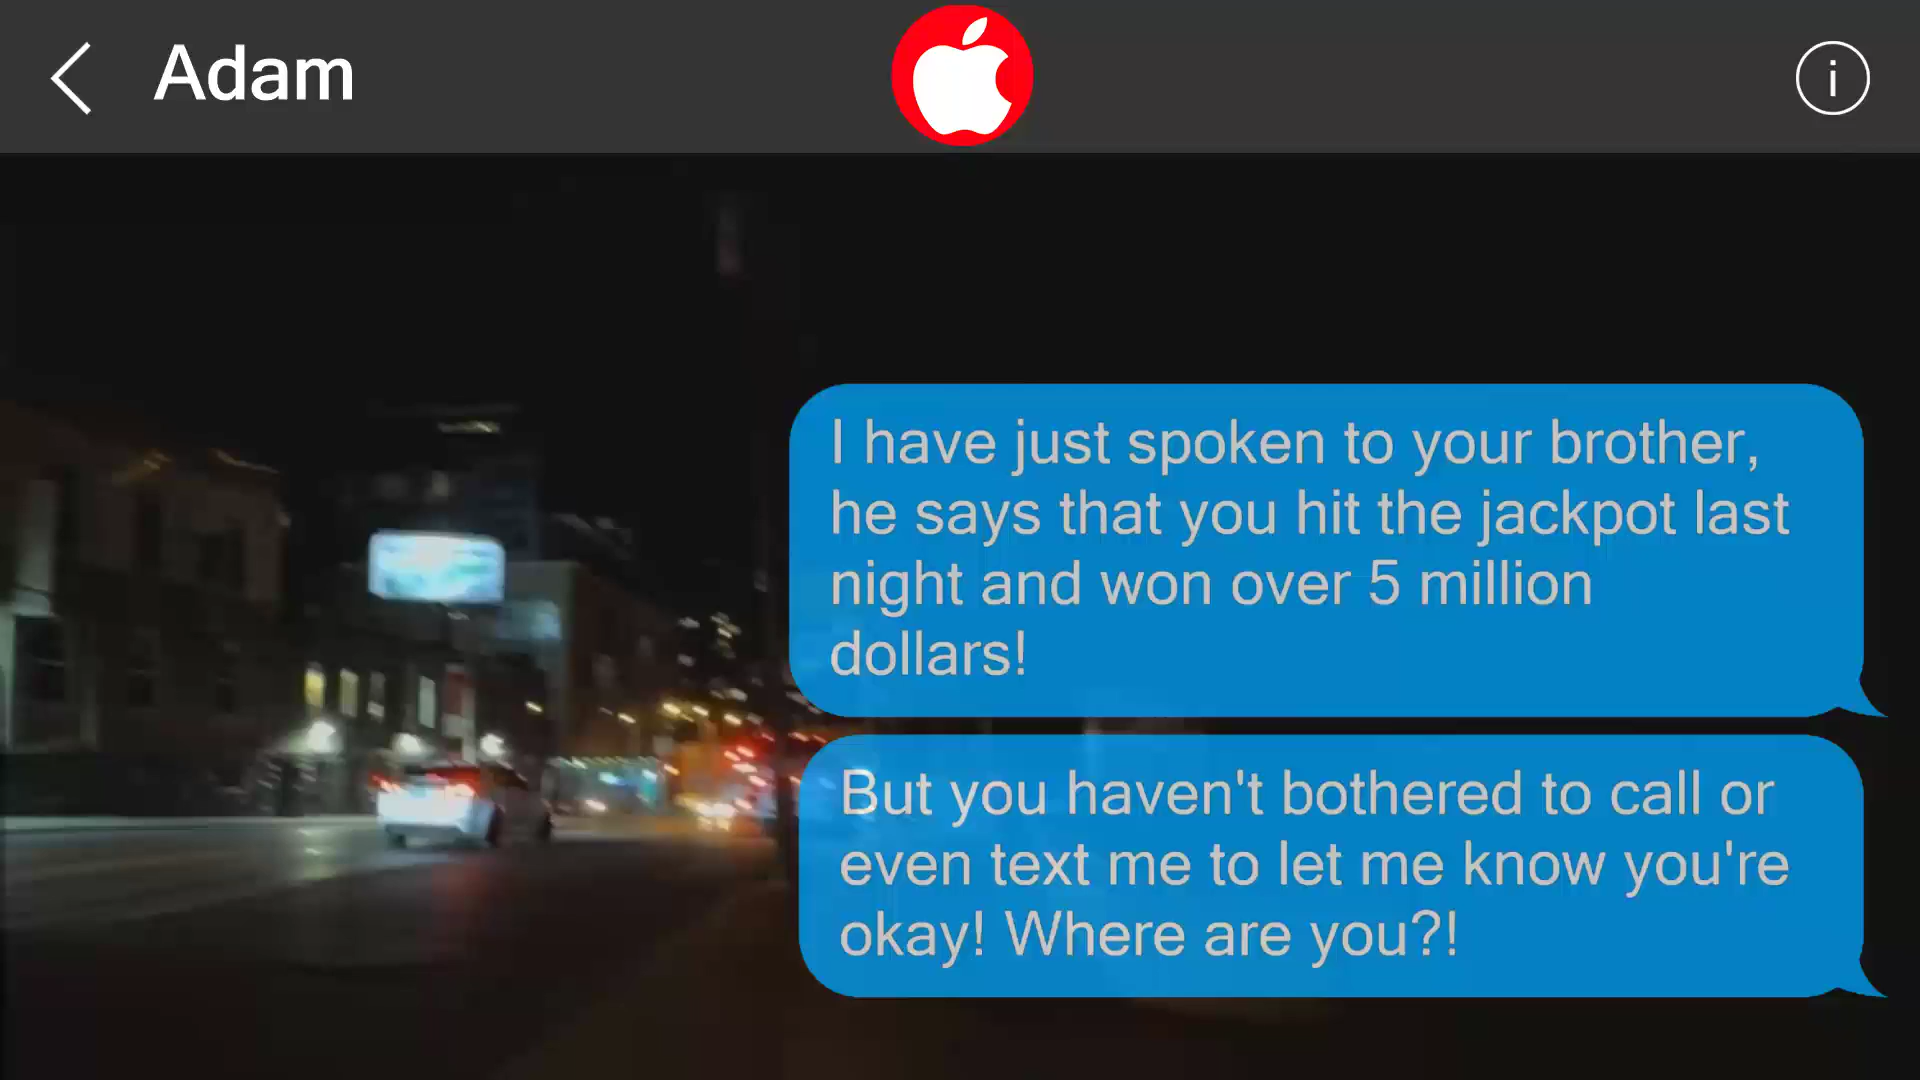 Adam
I have just spoken to your brother,
he says that you hit the jackpot last
night and won over 5 million
dollars!
But you haven't bothered to call or
even text me to let me know you're
okay! Where are you?!